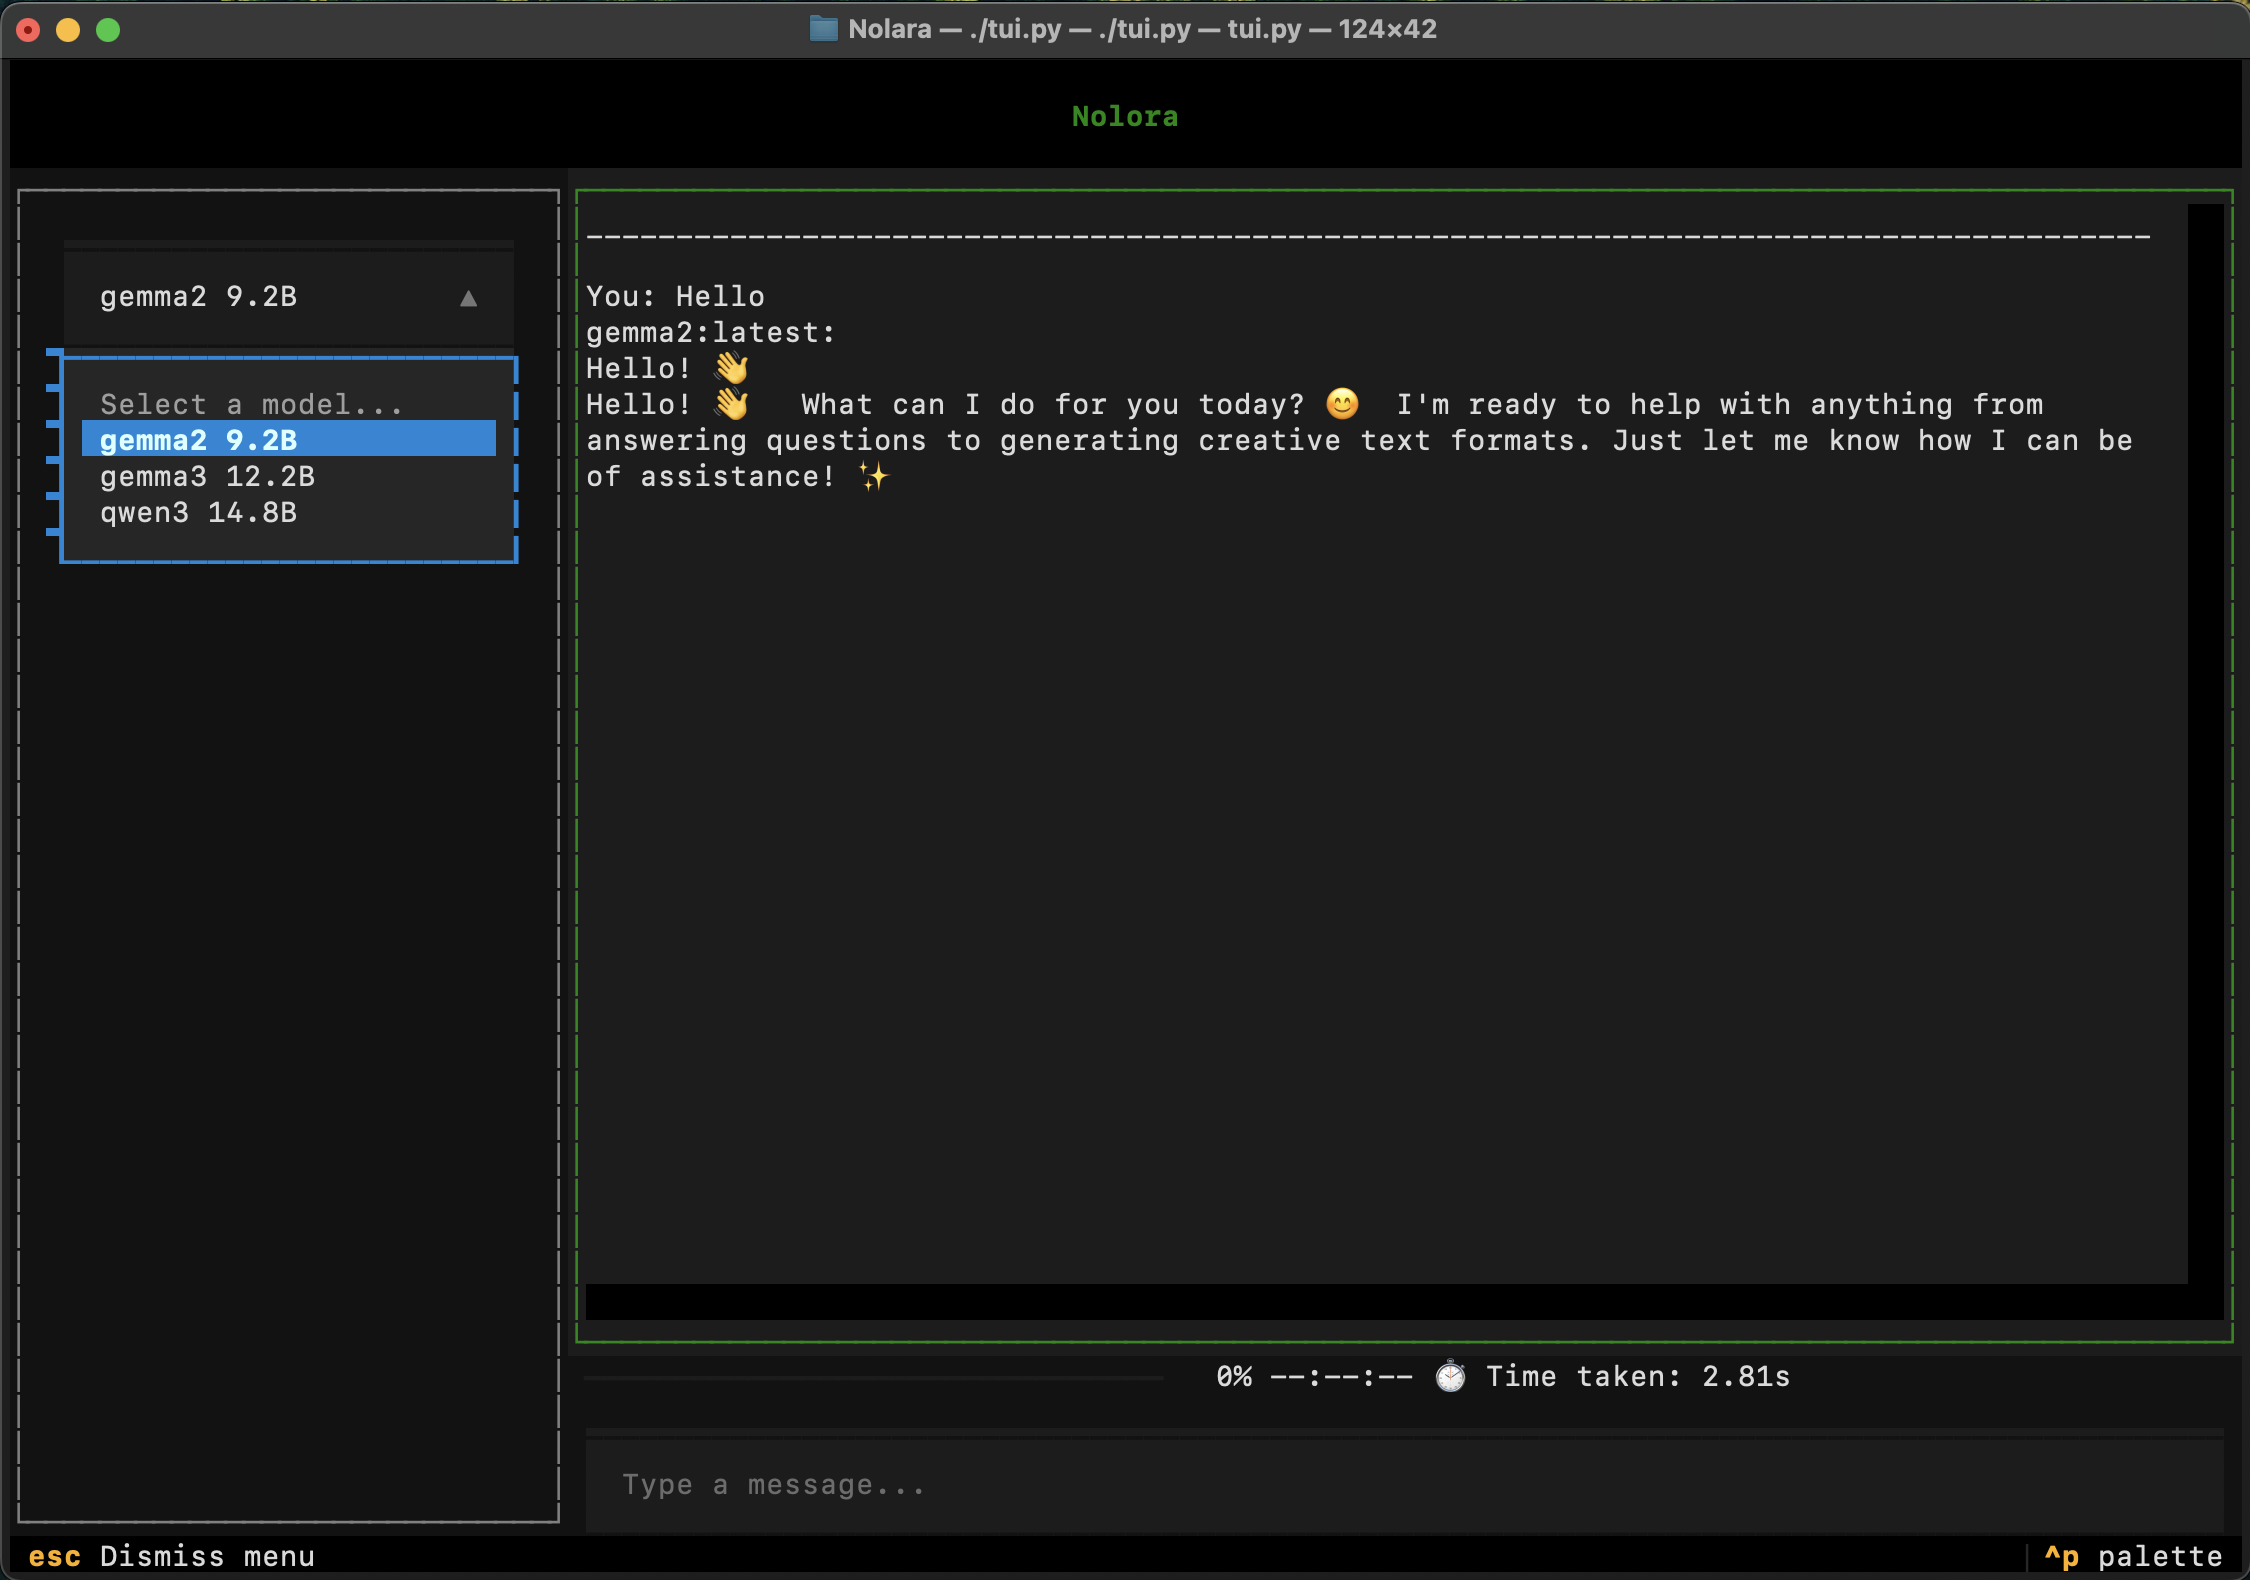 Nolara — ./tui.py — ./tui.py — tui.py — 124×42
Nolora
gemma2 9.2B ▲
Select a model...
gemma2 9.2B
gemma3 12.2B
qwen3 14.8B
---------------------------------------------------------------------------------------
You: Hello
gemma2:latest:
Hello! 👋
Hello! 👋  What can I do for you today? 😊  I'm ready to help with anything from
answering questions to generating creative text formats. Just let me know how I can be
of assistance! ✨
0% --:--:-- ⏱️ Time taken: 2.81s
Type a message...
esc Dismiss menu
^p palette